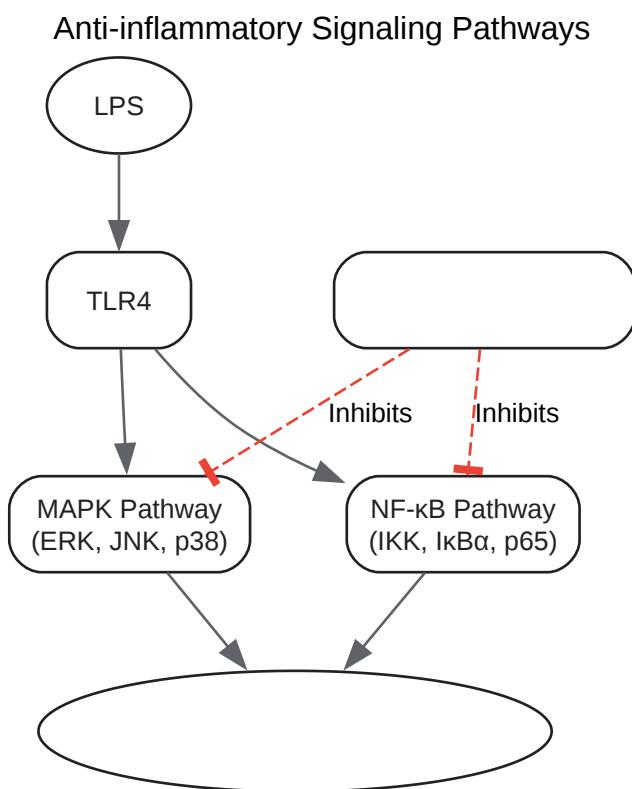 Anti-inflammatory Signaling Pathways
LPS
TLR4
Inhibits
Inhibits
MAPK Pathway
(ERK, JNK, p38)
NF-κB Pathway
(IKK, IκBα, p65)